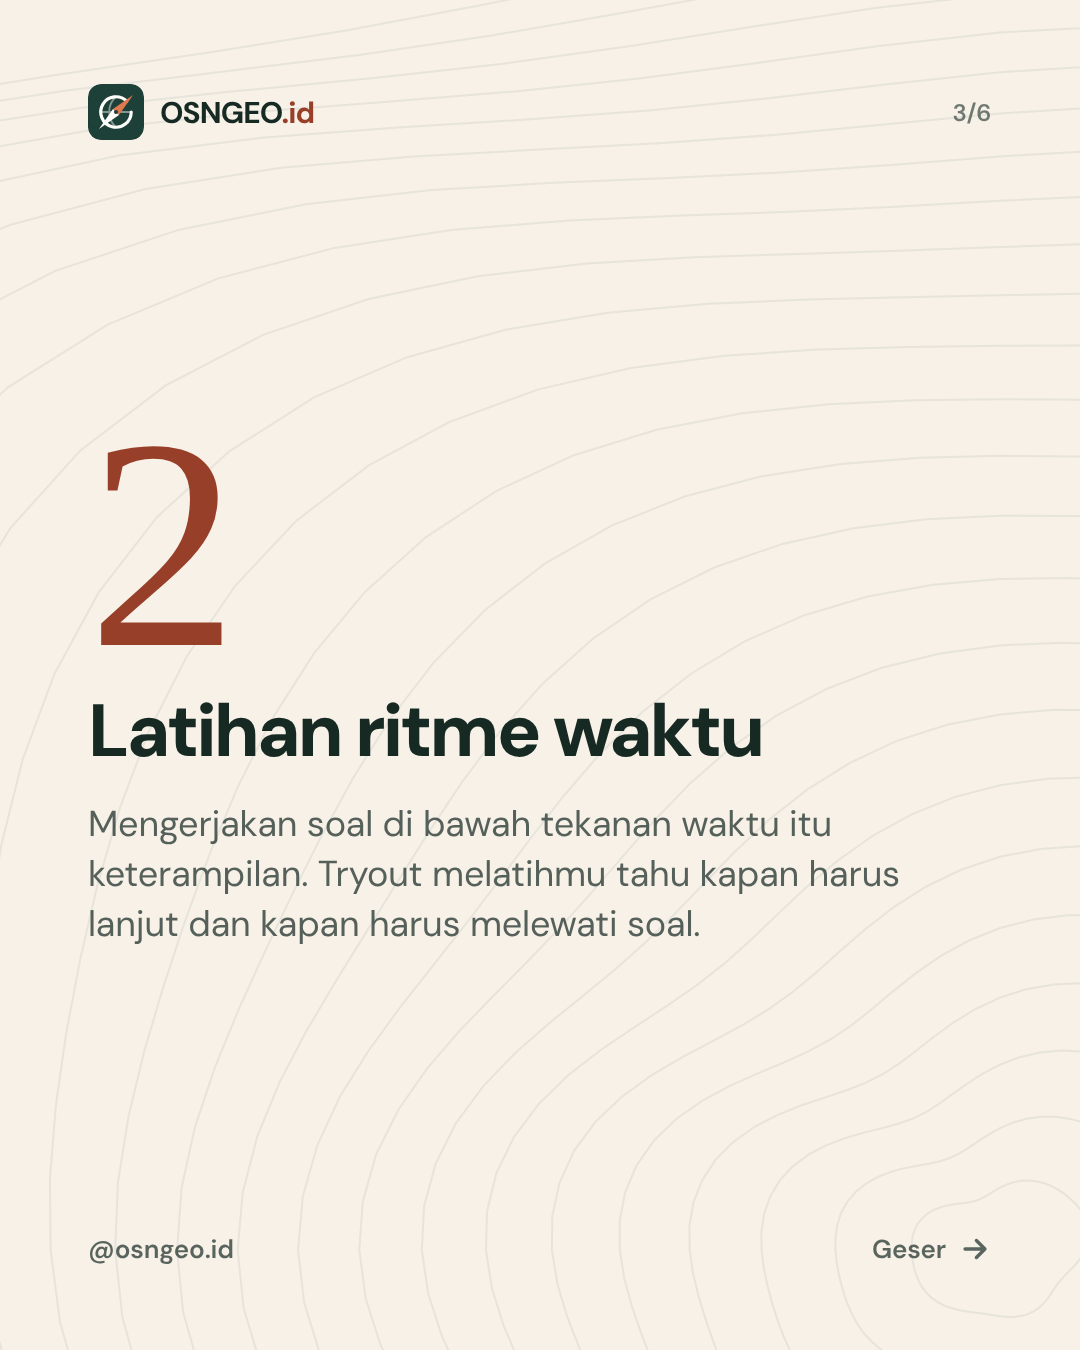 OSNGEO.id
3/6
2
Latihan ritme waktu
Mengerjakan soal di bawah tekanan waktu itu
keterampilan. Tryout melatihmu tahu kapan harus
lanjut dan kapan harus melewati soal.
@osngeo.id
Geser →